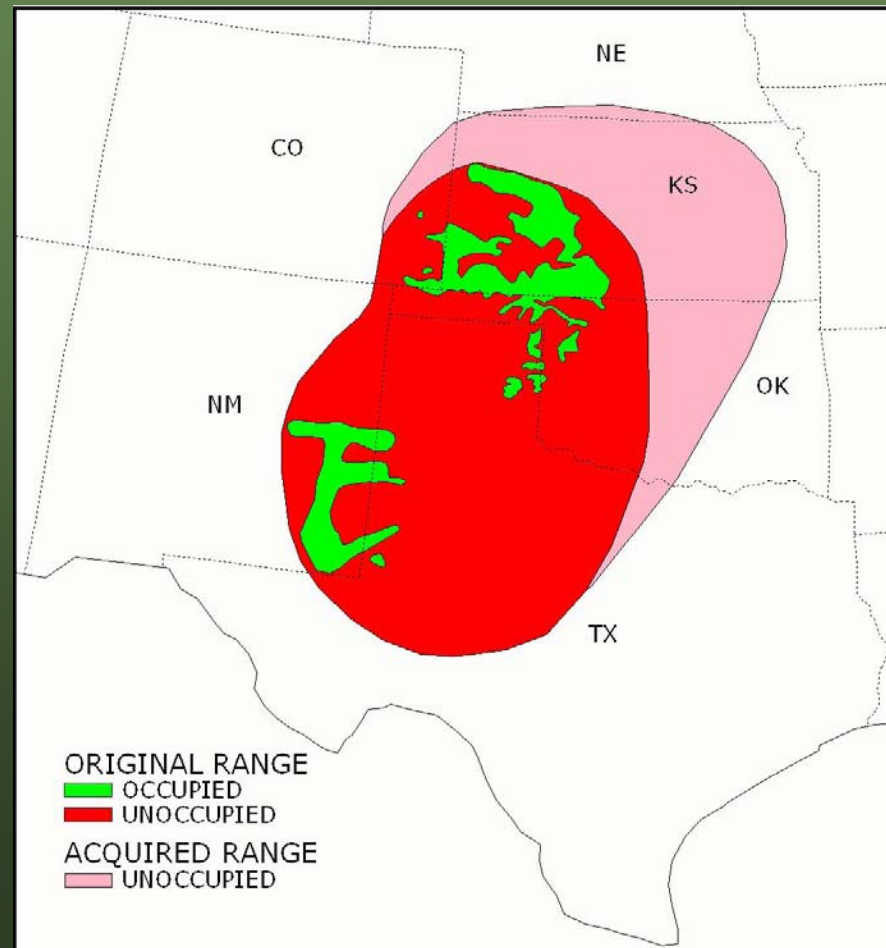 NE
CO
KS
OK
NM
TX
ORIGINAL RANGE
OCCUPIED
UNOCCUPIED
ACQUIRED RANGE
UNOCCUPIED